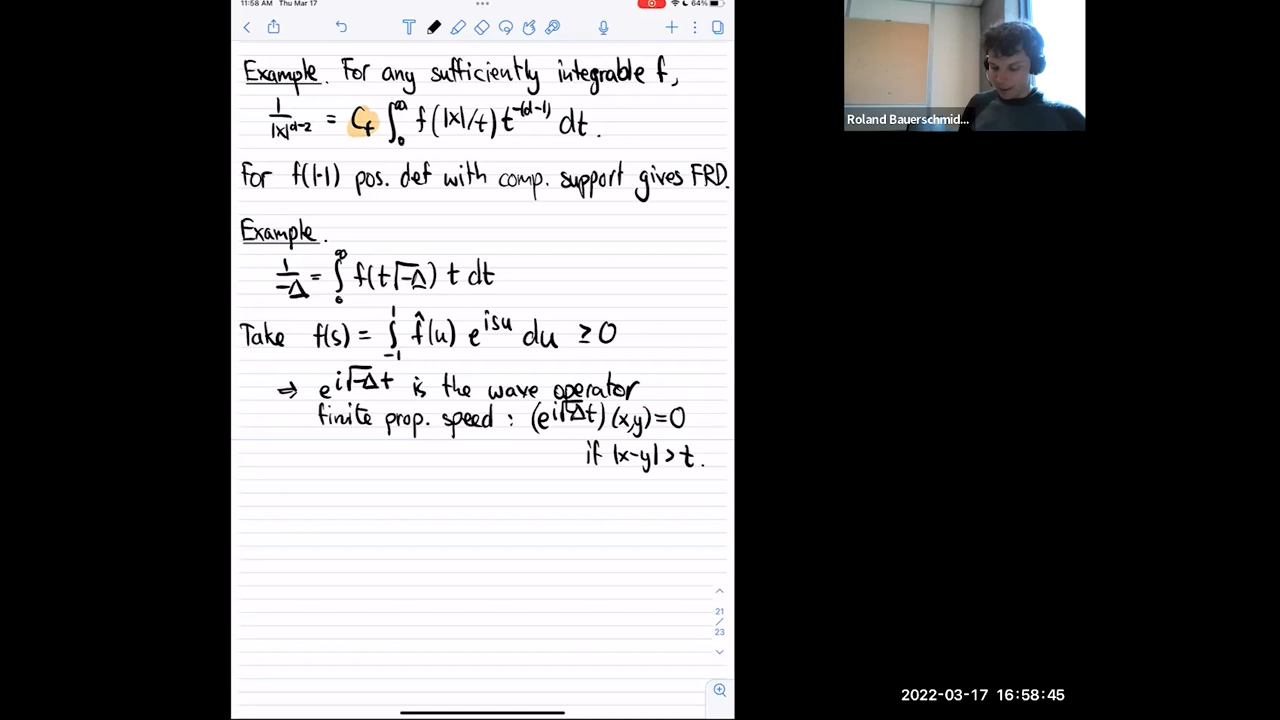 11:58 AM Thu Mar 17
64%
Example. For any sufficiently integrable f,
1/|x|^{d-2} = C_f ∫_0^∞ f(|x|/t) t^{-(d-1)} dt.
For f(|·|) pos. def with comp. support gives FRD.
Example.
1/-Δ = ∫_0^∞ f(t√-Δ) t dt
Take f(s) = ∫_{-1}^1 f̂(u) e^{isu} du ≥ 0
⇒ e^{i√-Δ t} is the wave operator
finite prop. speed : (e^{i√-Δ t})(x,y)=0
if |x-y| > t.
21
/
23
Roland Bauerschmid...
2022-03-17 16:58:45